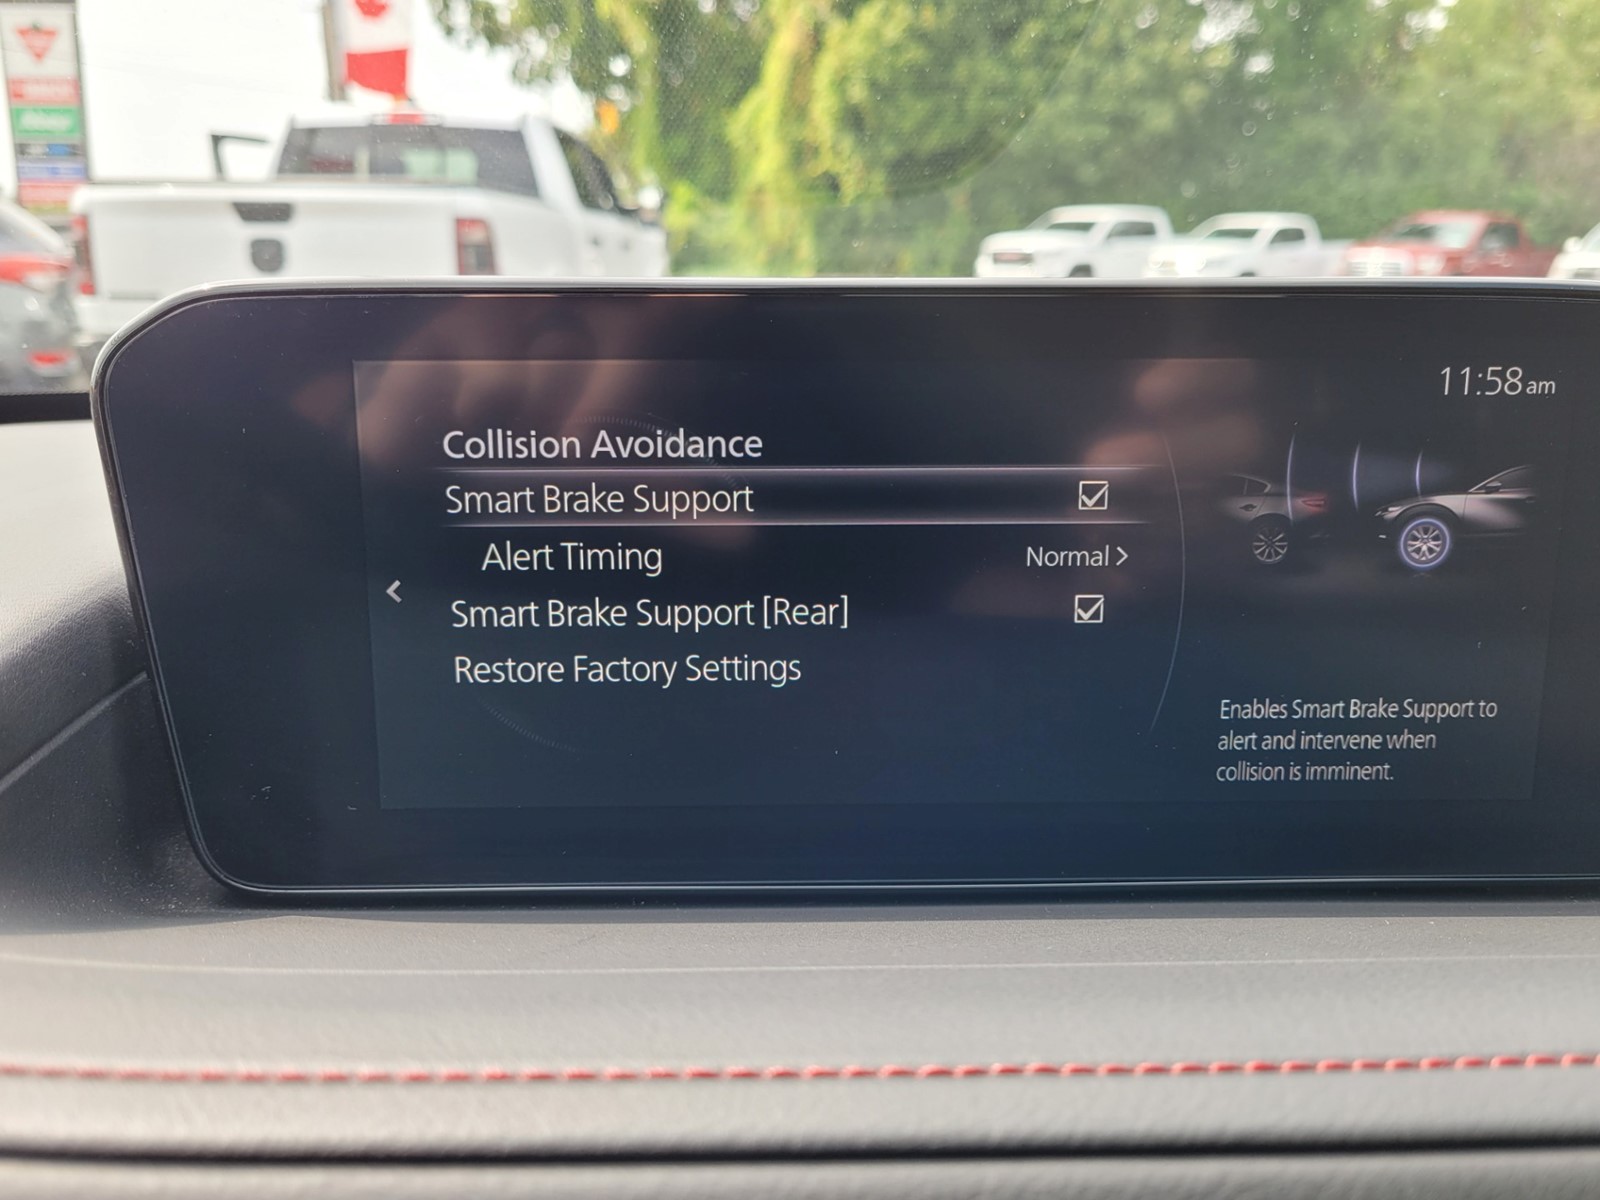 11:58am
Collision Avoidance
Smart Brake Support
Alert Timing Normal >
Smart Brake Support [Rear]
Restore Factory Settings
Enables Smart Brake Support to
alert and intervene when
collision is imminent.